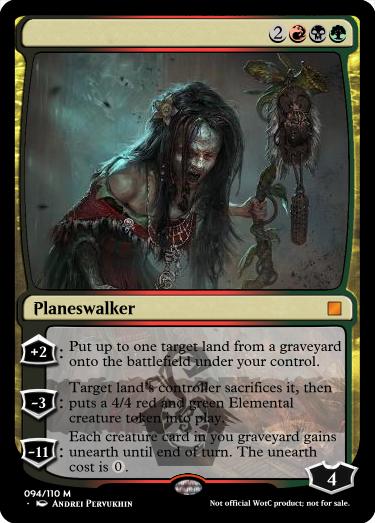 2
Planeswalker
+2: Put up to one target land from a graveyard
onto the battlefield under your control.
-3: Target land's controller sacrifices it, then
puts a 4/4 red and green Elemental
creature token into play.
-11: Each creature card in you graveyard gains
unearth until end of turn. The unearth
cost is 0.
4
094/110 M
Andrei Pervukhin
Not official WotC product; not for sale.